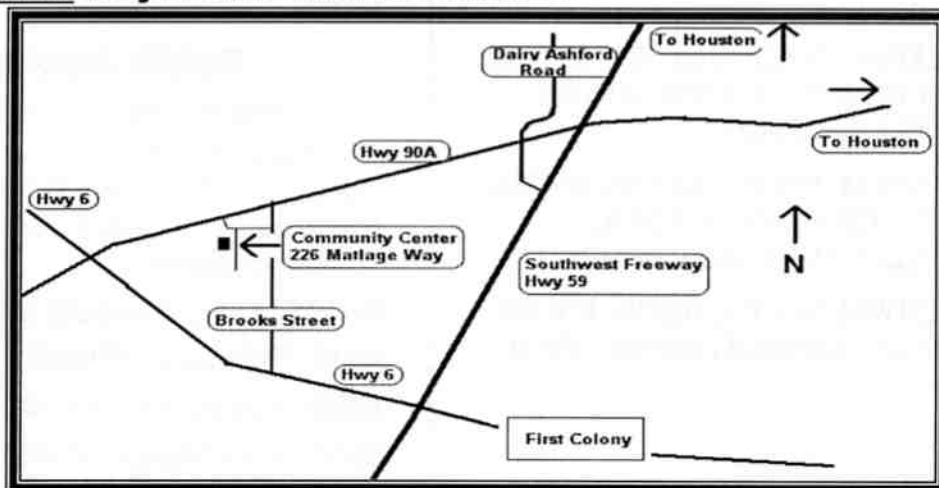 Dairy Ashford
Road
To Houston
Hwy 90A
To Houston
Hwy 6
Community Center
226 Matlage Way
Southwest Freeway
Hwy 59
N
Brooks Street
Hwy 6
First Colony